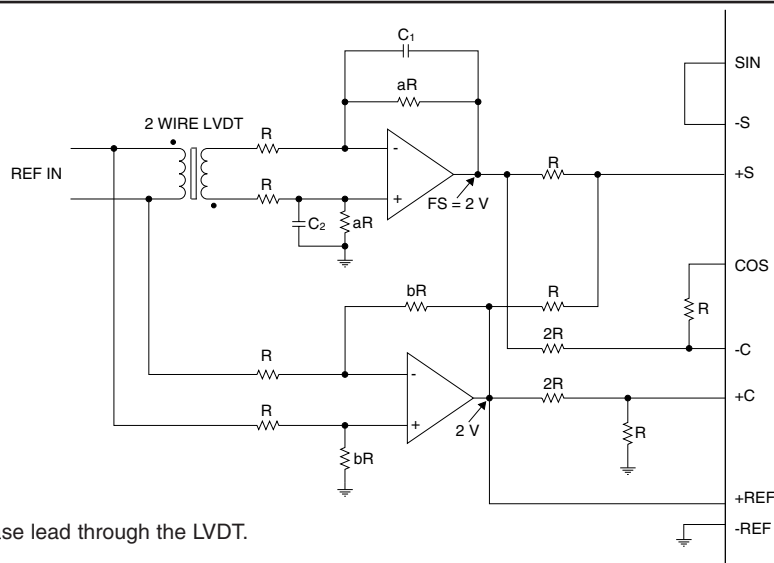 C₁
aR
2 WIRE LVDT
R
REF IN
R
C₂
aR
-
+
FS = 2 V
R
SIN
-S
+S
bR
R
R
2R
COS
R
-C
R
R
bR
-
+
2 V
2R
R
+C
+REF
-REF
se lead through the LVDT.